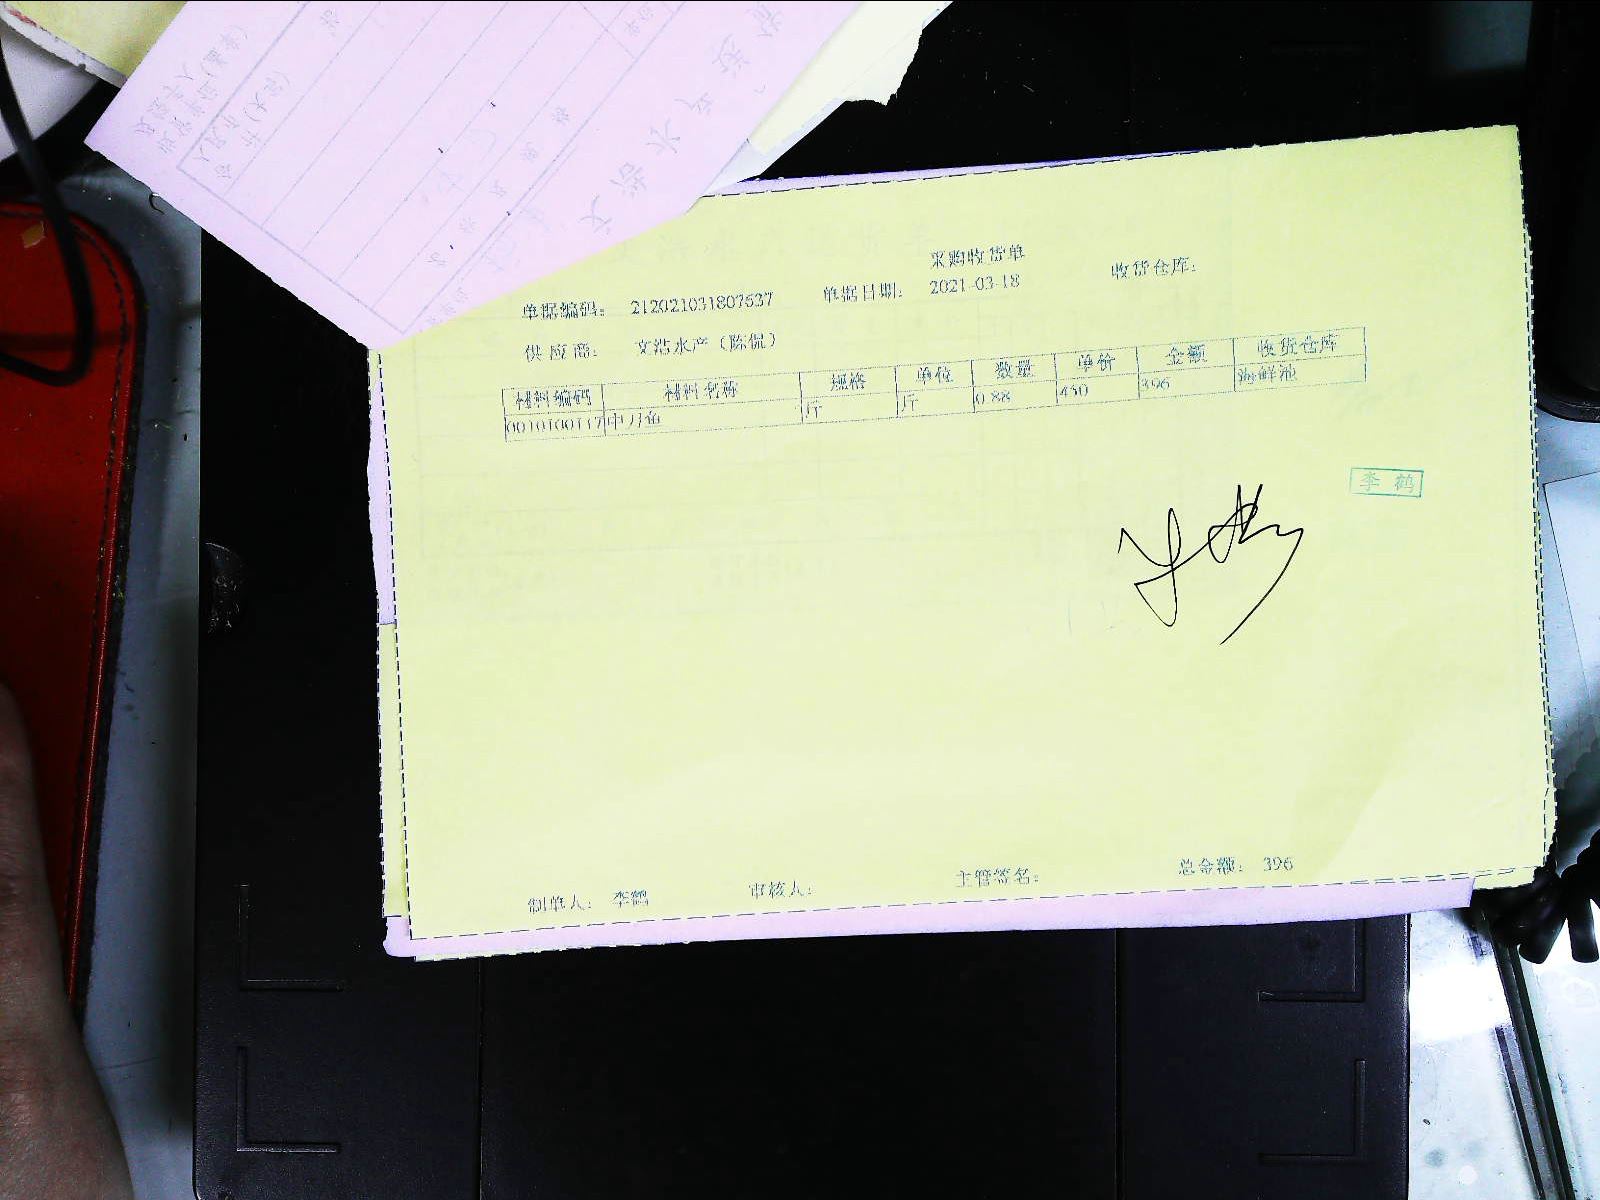 采购收货单
单据编码: 212021031807537 单据日期: 2021-03-18 收货仓库:
供应商: 文浩水产（陈侃）
材料编码 材料名称 规格 单位 数量 单价 金额 收货仓库
0010100117 中刀鱼 斤 斤 0.88 450 396 海鲜池
李 鹤
制单人: 李鹤 审核人: 主管签名: 总金额: 396